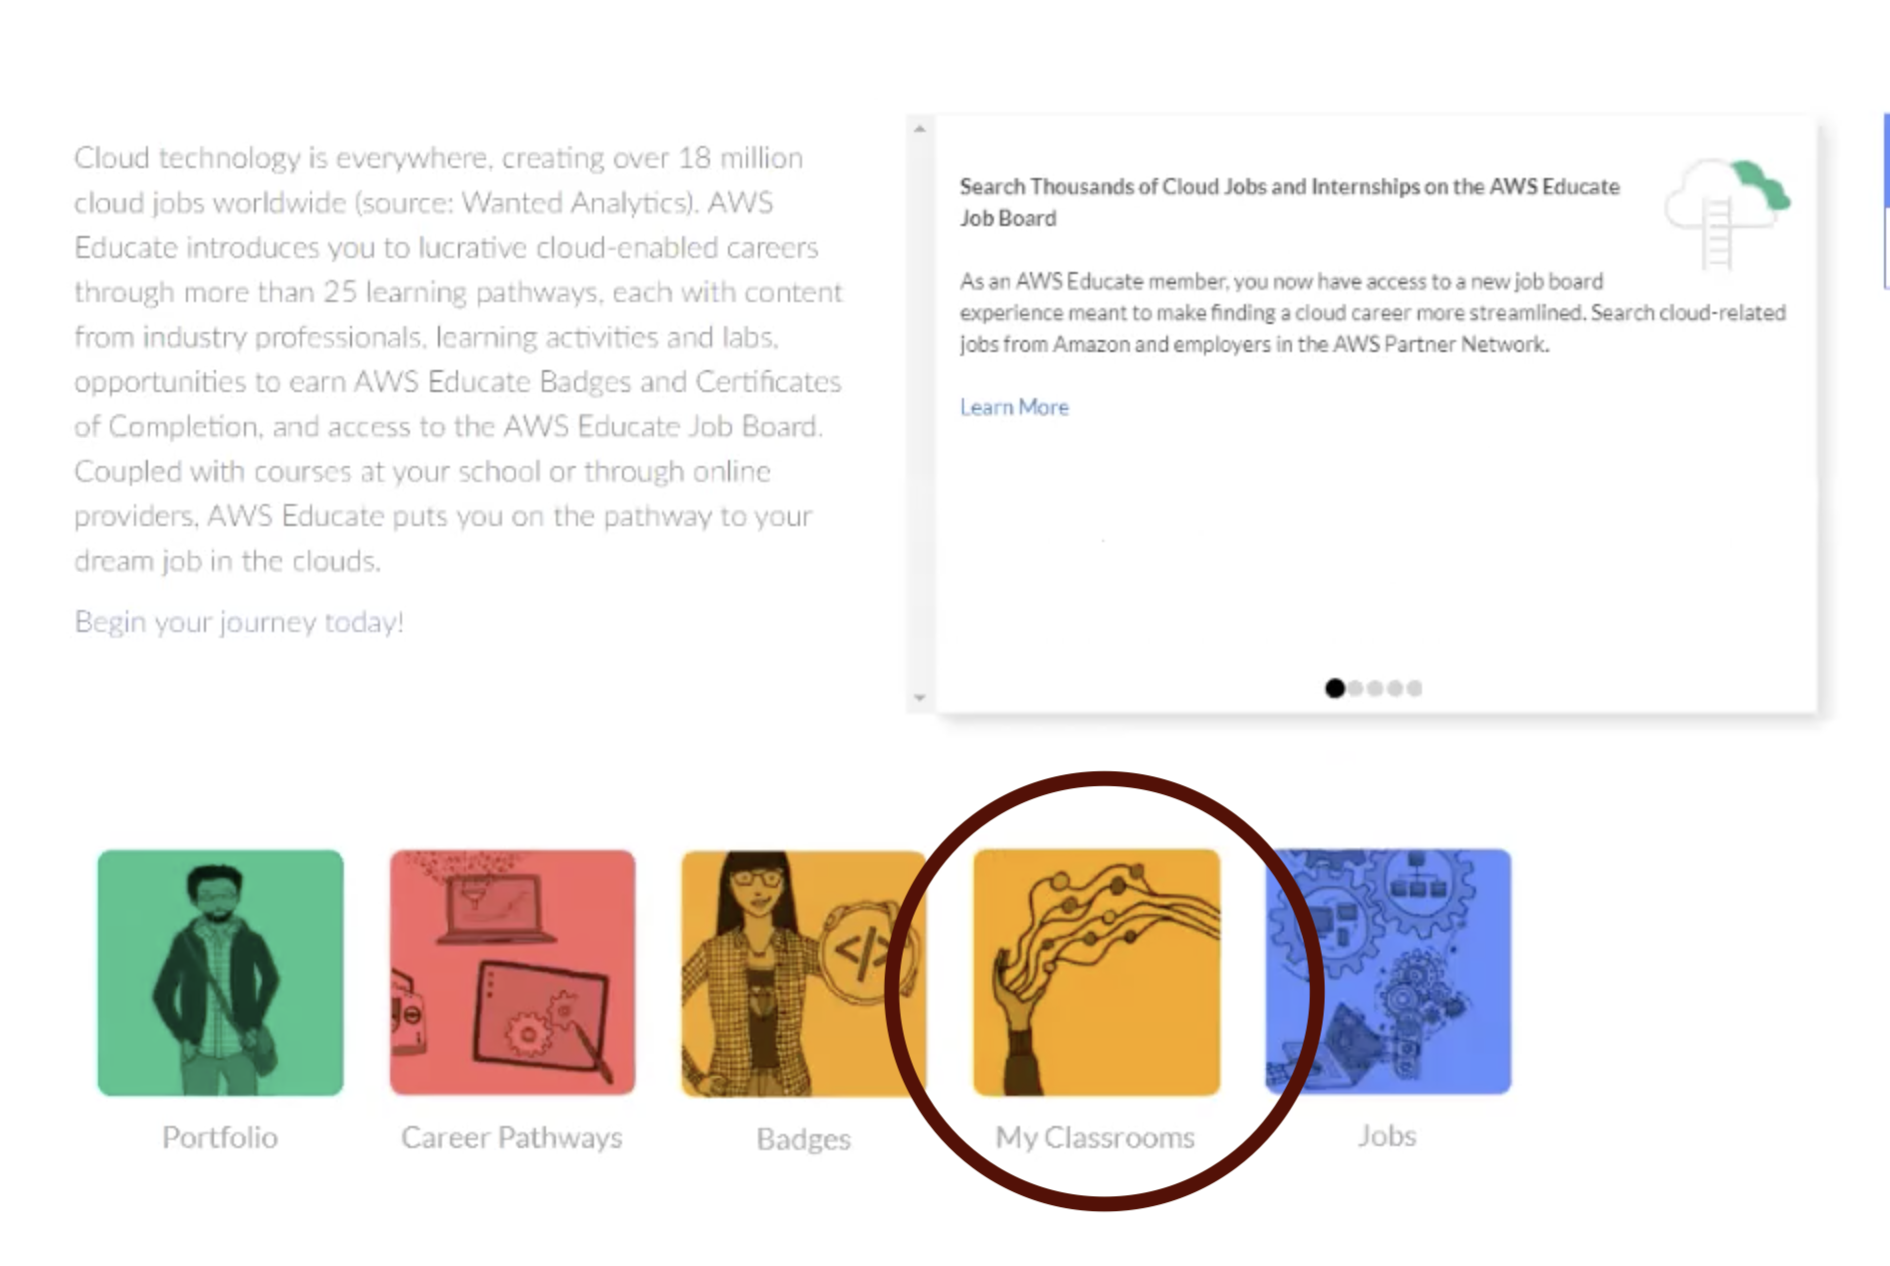 Cloud technology is everywhere, creating over 18 million
cloud jobs worldwide (source: Wanted Analytics). AWS
Educate introduces you to lucrative cloud-enabled careers
through more than 25 learning pathways, each with content
from industry professionals, learning activities and labs,
opportunities to earn AWS Educate Badges and Certificates
of Completion, and access to the AWS Educate Job Board.
Coupled with courses at your school or through online
providers, AWS Educate puts you on the pathway to your
dream job in the clouds.
Begin your journey today!
Search Thousands of Cloud Jobs and Internships on the AWS Educate
Job Board
As an AWS Educate member, you now have access to a new job board
experience meant to make finding a cloud career more streamlined. Search cloud-related
jobs from Amazon and employers in the AWS Partner Network.
Learn More
</>
Portfolio
Career Pathways
Badges
My Classrooms
Jobs